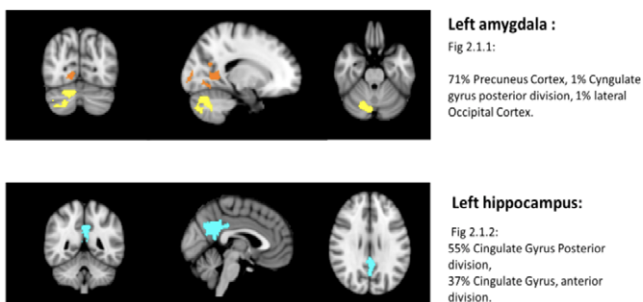 Left amygdala :
Fig 2.1.1:
71% Precuneus Cortex, 1% Cyngulate
gyrus posterior division, 1% lateral
Occipital Cortex.
Left hippocampus:
Fig 2.1.2:
55% Cingulate Gyrus Posterior
division,
37% Cingulate Gyrus, anterior
division.